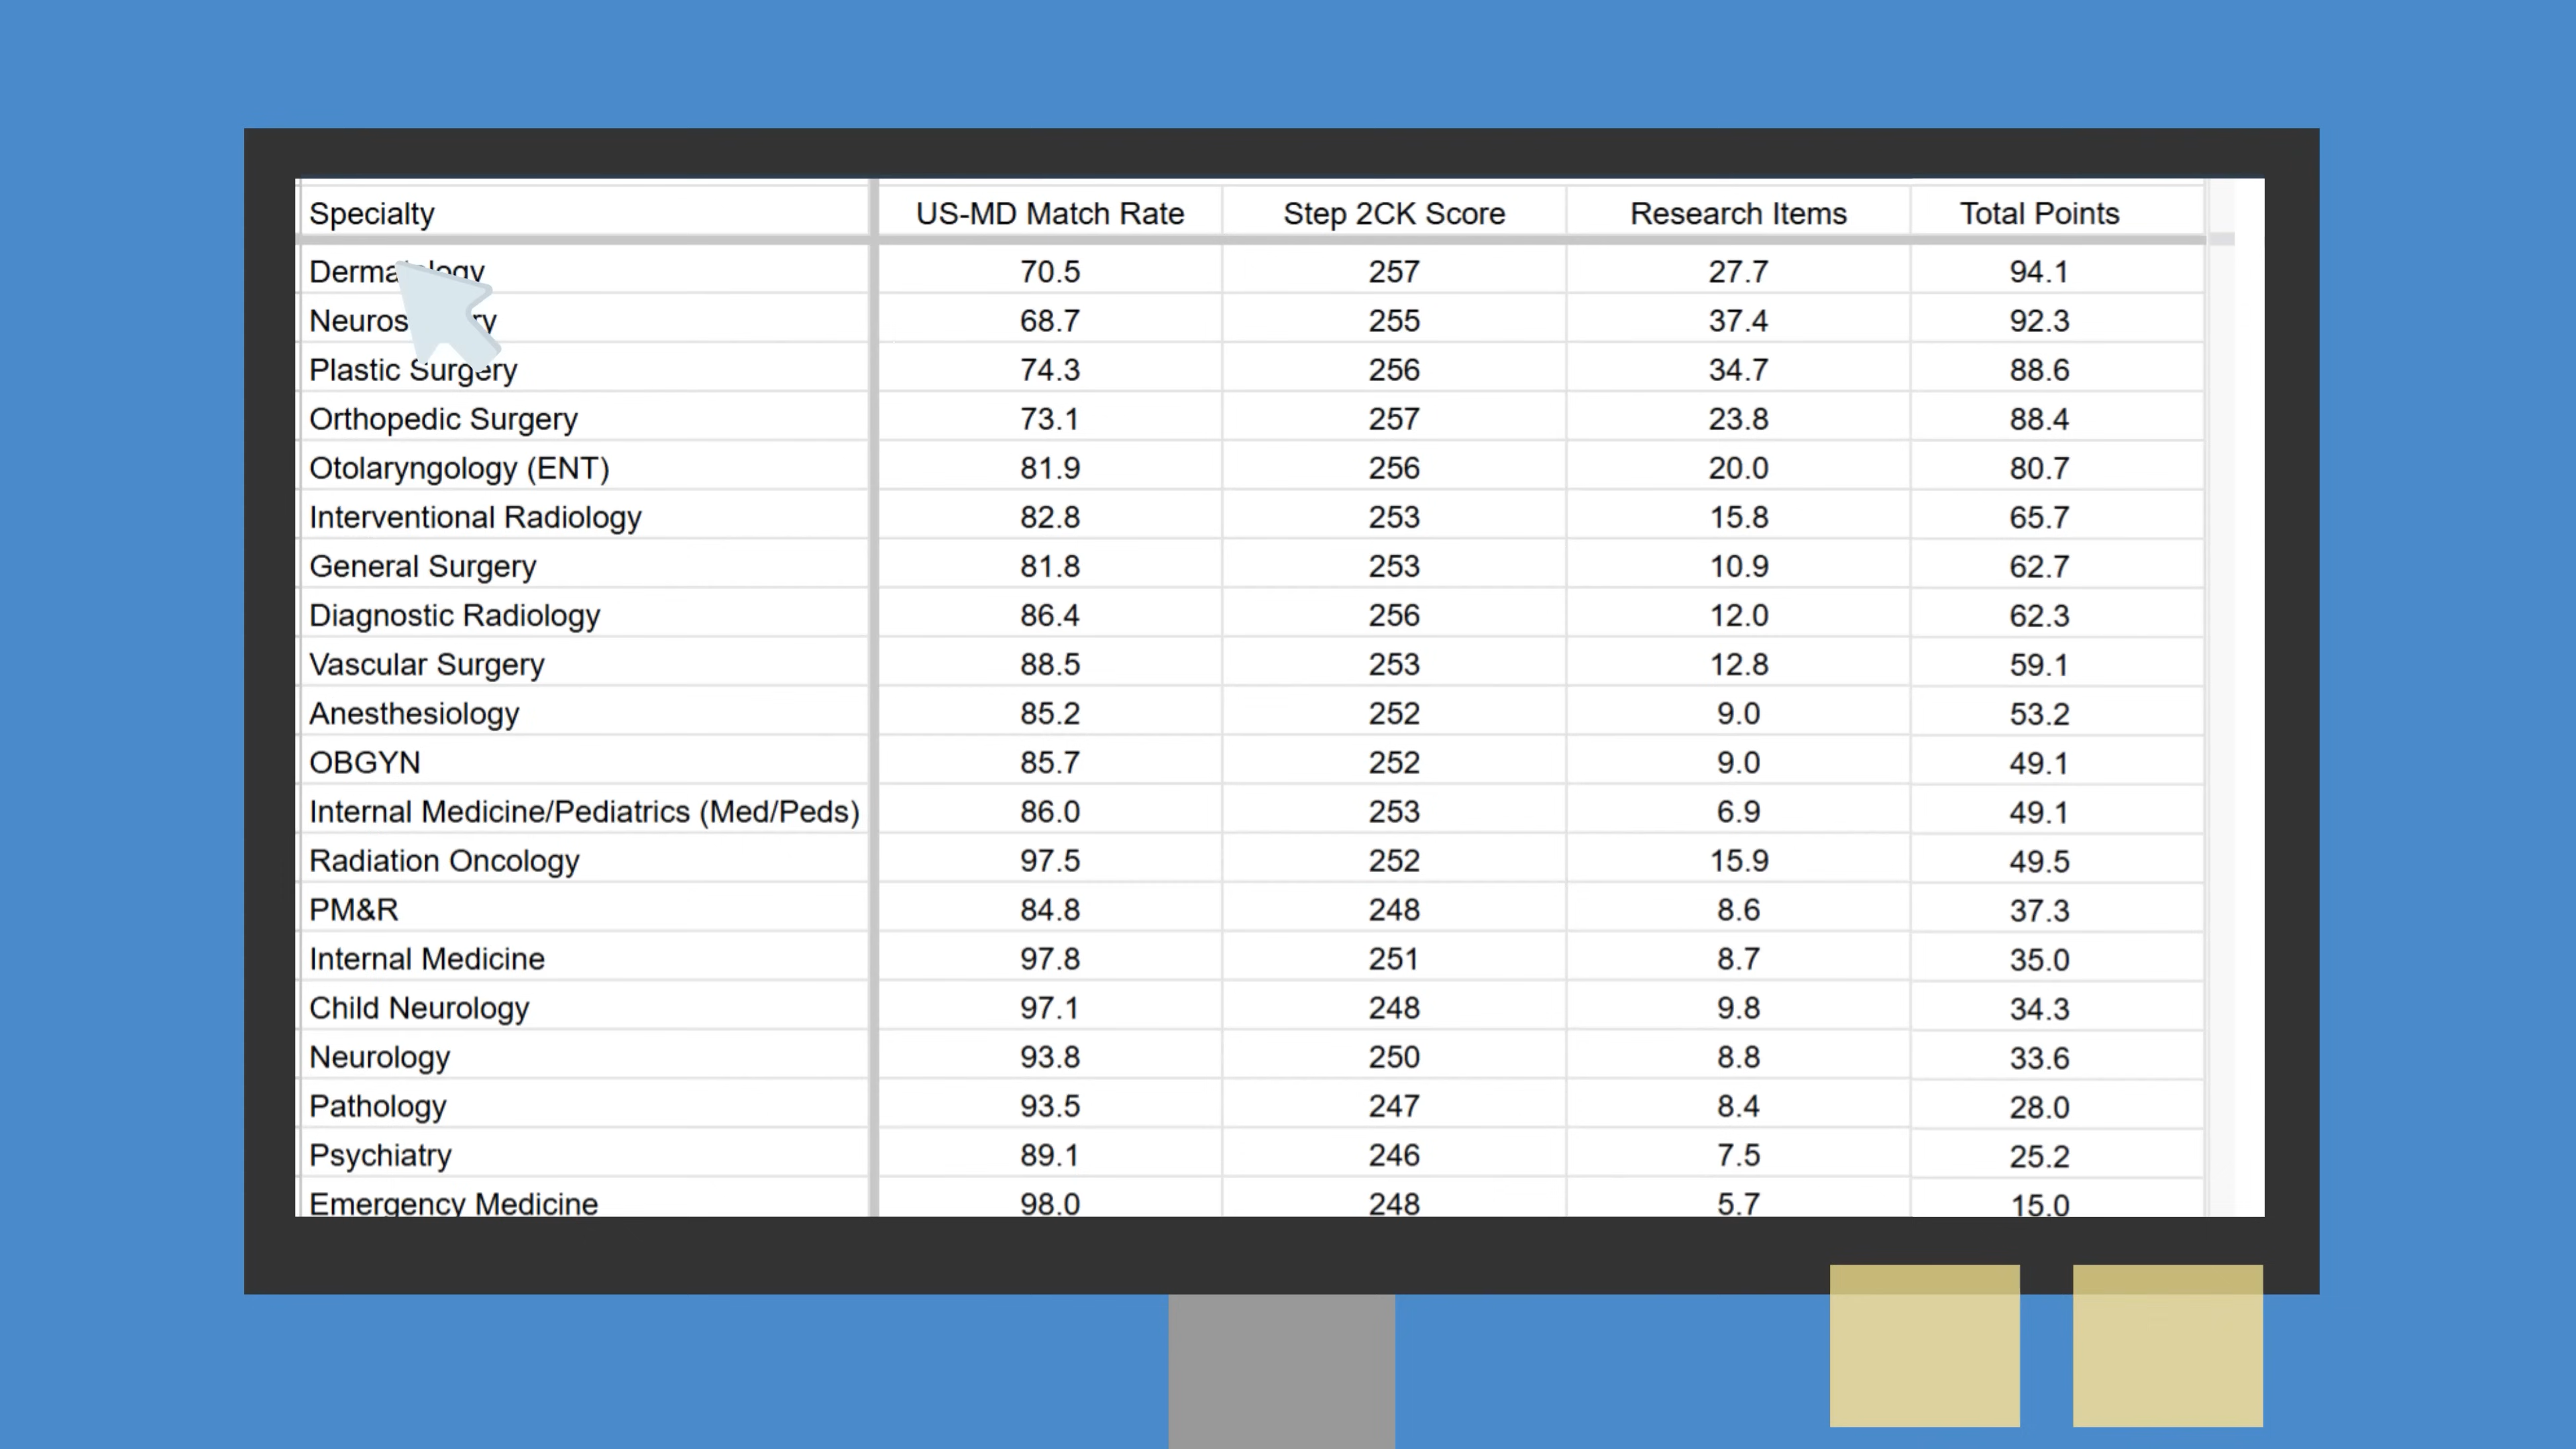 Specialty US-MD Match Rate Step 2CK Score Research Items Total Points
Dermatology 70.5 257 27.7 94.1
Neurosurgery 68.7 255 37.4 92.3
Plastic Surgery 74.3 256 34.7 88.6
Orthopedic Surgery 73.1 257 23.8 88.4
Otolaryngology (ENT) 81.9 256 20.0 80.7
Interventional Radiology 82.8 253 15.8 65.7
General Surgery 81.8 253 10.9 62.7
Diagnostic Radiology 86.4 256 12.0 62.3
Vascular Surgery 88.5 253 12.8 59.1
Anesthesiology 85.2 252 9.0 53.2
OBGYN 85.7 252 9.0 49.1
Internal Medicine/Pediatrics (Med/Peds) 86.0 253 6.9 49.1
Radiation Oncology 97.5 252 15.9 49.5
PM&R 84.8 248 8.6 37.3
Internal Medicine 97.8 251 8.7 35.0
Child Neurology 97.1 248 9.8 34.3
Neurology 93.8 250 8.8 33.6
Pathology 93.5 247 8.4 28.0
Psychiatry 89.1 246 7.5 25.2
Emergency Medicine 98.0 248 5.7 15.0